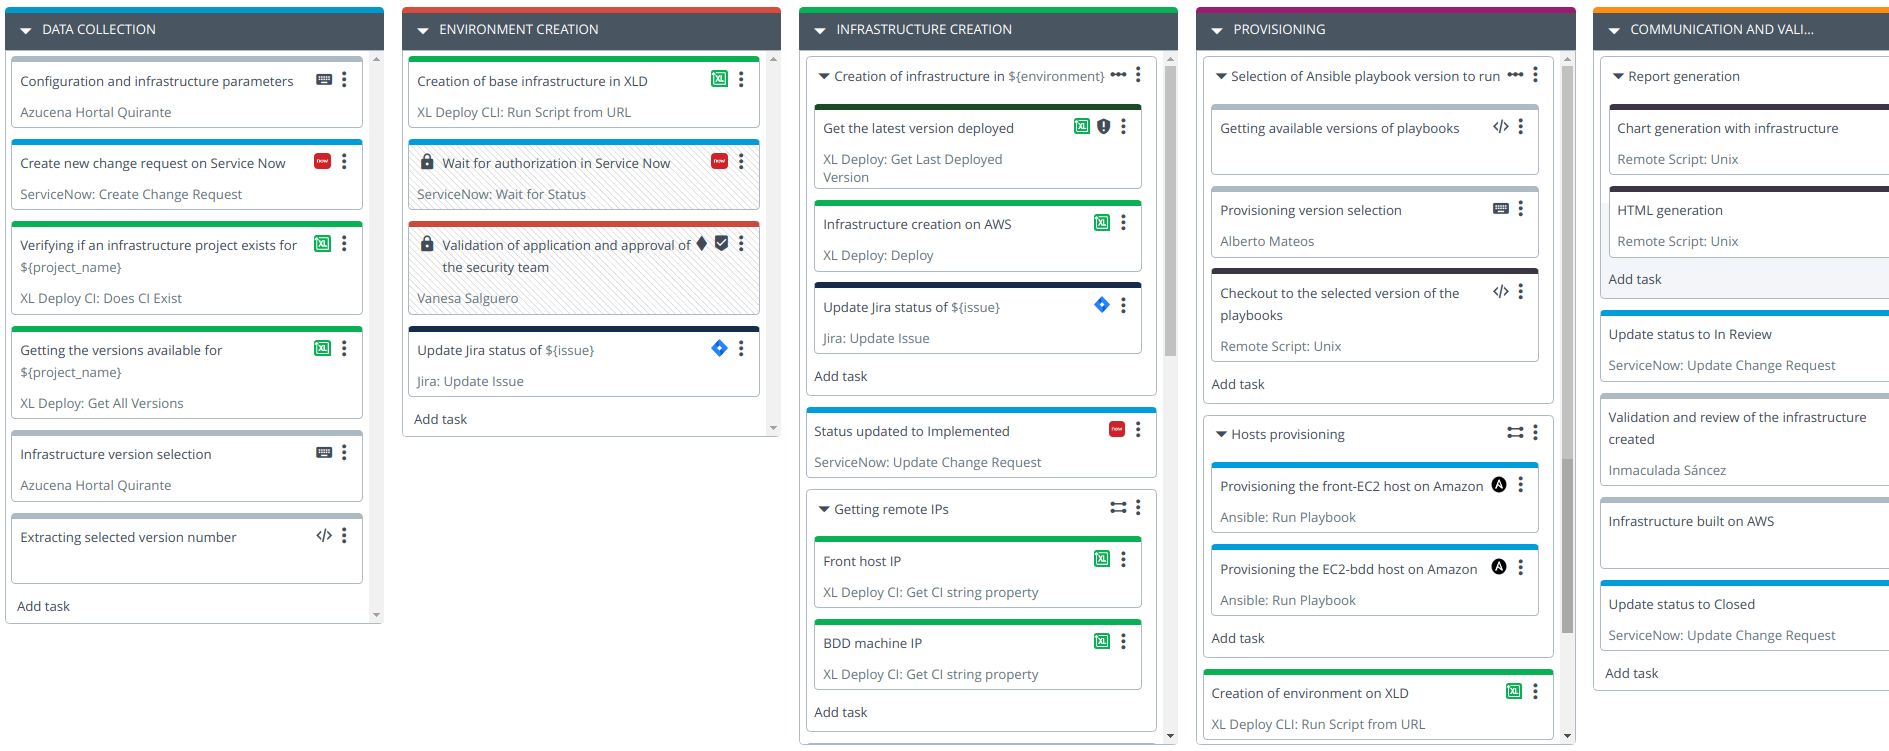 DATA COLLECTION
Configuration and infrastructure parameters
Azucena Hortal Quirante
Create new change request on Service Now
now
ServiceNow: Create Change Request
Verifying if an infrastructure project exists for
XL
${project_name}
XL Deploy CI: Does CI Exist
Getting the versions available for
XL
${project_name}
XL Deploy: Get All Versions
Infrastructure version selection
Azucena Hortal Quirante
Extracting selected version number
</>
Add task
ENVIRONMENT CREATION
Creation of base infrastructure in XLD
XL
XL Deploy CLI: Run Script from URL
Wait for authorization in Service Now
now
ServiceNow: Wait for Status
Validation of application and approval of
the security team
Vanesa Salguero
Update Jira status of ${issue}
Jira: Update Issue
Add task
INFRASTRUCTURE CREATION
Creation of infrastructure in ${environment}
Get the latest version deployed
XL
XL Deploy: Get Last Deployed
Version
Infrastructure creation on AWS
XL
XL Deploy: Deploy
Update Jira status of ${issue}
Jira: Update Issue
Add task
Status updated to Implemented
now
ServiceNow: Update Change Request
Getting remote IPs
Front host IP
XL
XL Deploy CI: Get CI string property
BDD machine IP
XL
XL Deploy CI: Get CI string property
Add task
PROVISIONING
Selection of Ansible playbook version to run
Getting available versions of playbooks
</>
Provisioning version selection
Alberto Mateos
Checkout to the selected version of the
</>
playbooks
Remote Script: Unix
Add task
Hosts provisioning
Provisioning the front-EC2 host on Amazon
A
Ansible: Run Playbook
Provisioning the EC2-bdd host on Amazon
A
Ansible: Run Playbook
Add task
Creation of environment on XLD
XL
XL Deploy CLI: Run Script from URL
COMMUNICATION AND VALI...
Report generation
Chart generation with infrastructure
Remote Script: Unix
HTML generation
Remote Script: Unix
Add task
Update status to In Review
ServiceNow: Update Change Request
Validation and review of the infrastructure
created
Inmaculada Sáncez
Infrastructure built on AWS
Update status to Closed
ServiceNow: Update Change Request
Add task